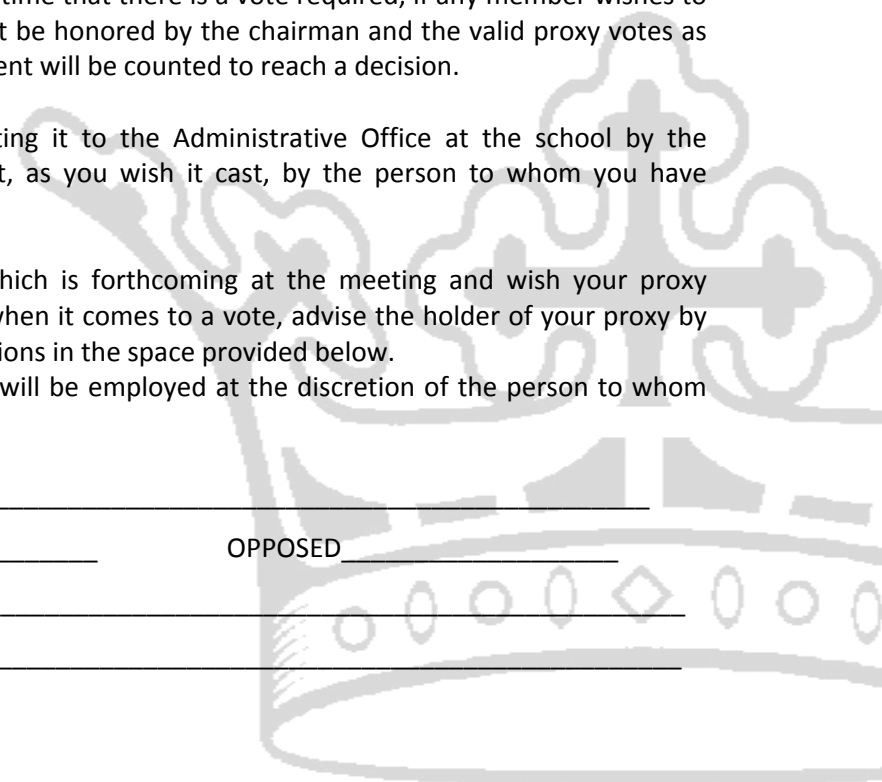 time that there is a vote required, if any member wishes to
t be honored by the chairman and the valid proxy votes as
ent will be counted to reach a decision.
ting it to the Administrative Office at the school by the
t, as you wish it cast, by the person to whom you have
hich is forthcoming at the meeting and wish your proxy
when it comes to a vote, advise the holder of your proxy by
ions in the space provided below.
will be employed at the discretion of the person to whom
OPPOSED